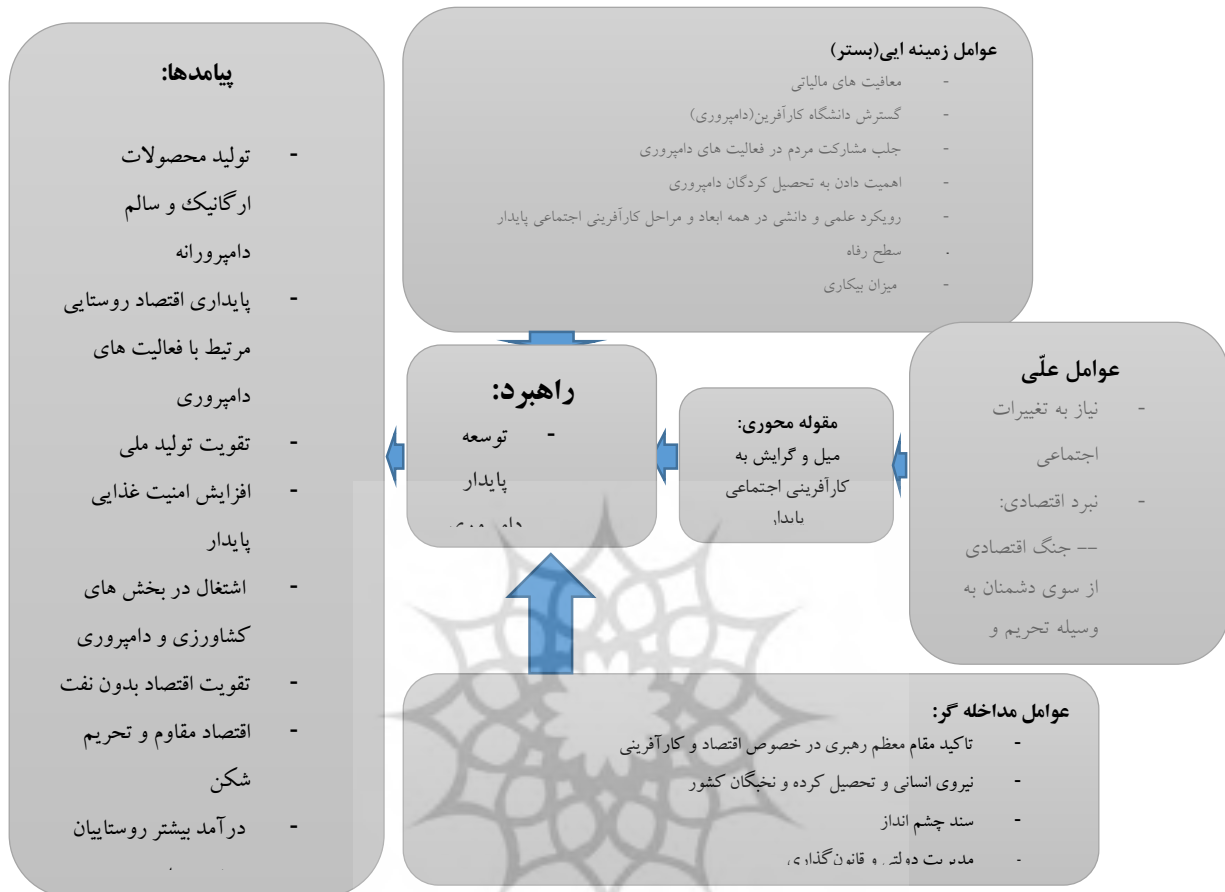 عوامل زمینه ایی(بستر)
- معافیت های مالیاتی
- گسترش دانشگاه کارآفرین(دامپروری)
- جلب مشارکت مردم در فعالیت های دامپروری
- اهمیت دادن به تحصیل کردگان دامپروری
- رویکرد علمی و دانشی در همه ابعاد و مراحل کارآفرینی اجتماعی پایدار
- سطح رفاه
- میزان بیکاری
عوامل علّی
- نیاز به تغییرات
اجتماعی
- نبرد اقتصادی:
-- جنگ اقتصادی
از سوی دشمنان به
وسیله تحریم و
مقوله محوری:
میل و گرایش به
کارآفرینی اجتماعی
پایدار
راهبرد:
- توسعه
پایدار
دامپروری
عوامل مداخله گر:
- تاکید مقام معظم رهبری در خصوص اقتصاد و کارآفرینی
- نیروی انسانی و تحصیل کرده و نخبگان کشور
- سند چشم انداز
- مدیریت دولتی و قانون‌گذاری
پیامدها:
- تولید محصولات
ارگانیک و سالم
دامپرورانه
- پایداری اقتصاد روستایی
مرتبط با فعالیت های
دامپروری
- تقویت تولید ملی
- افزایش امنیت غذایی
پایدار
- اشتغال در بخش های
کشاورزی و دامپروری
- تقویت اقتصاد بدون نفت
- اقتصاد مقاوم و تحریم
شکن
- درآمد بیشتر روستاییان